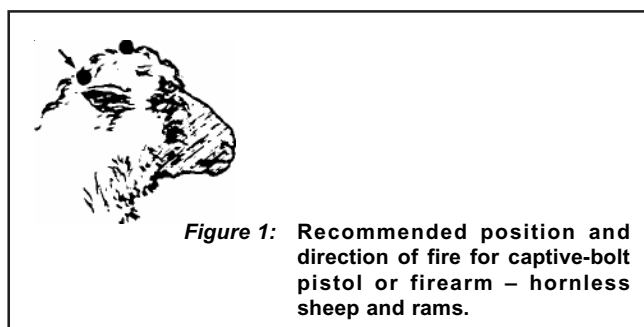 Figure 1: Recommended position and
direction of fire for captive-bolt
pistol or firearm – hornless
sheep and rams.